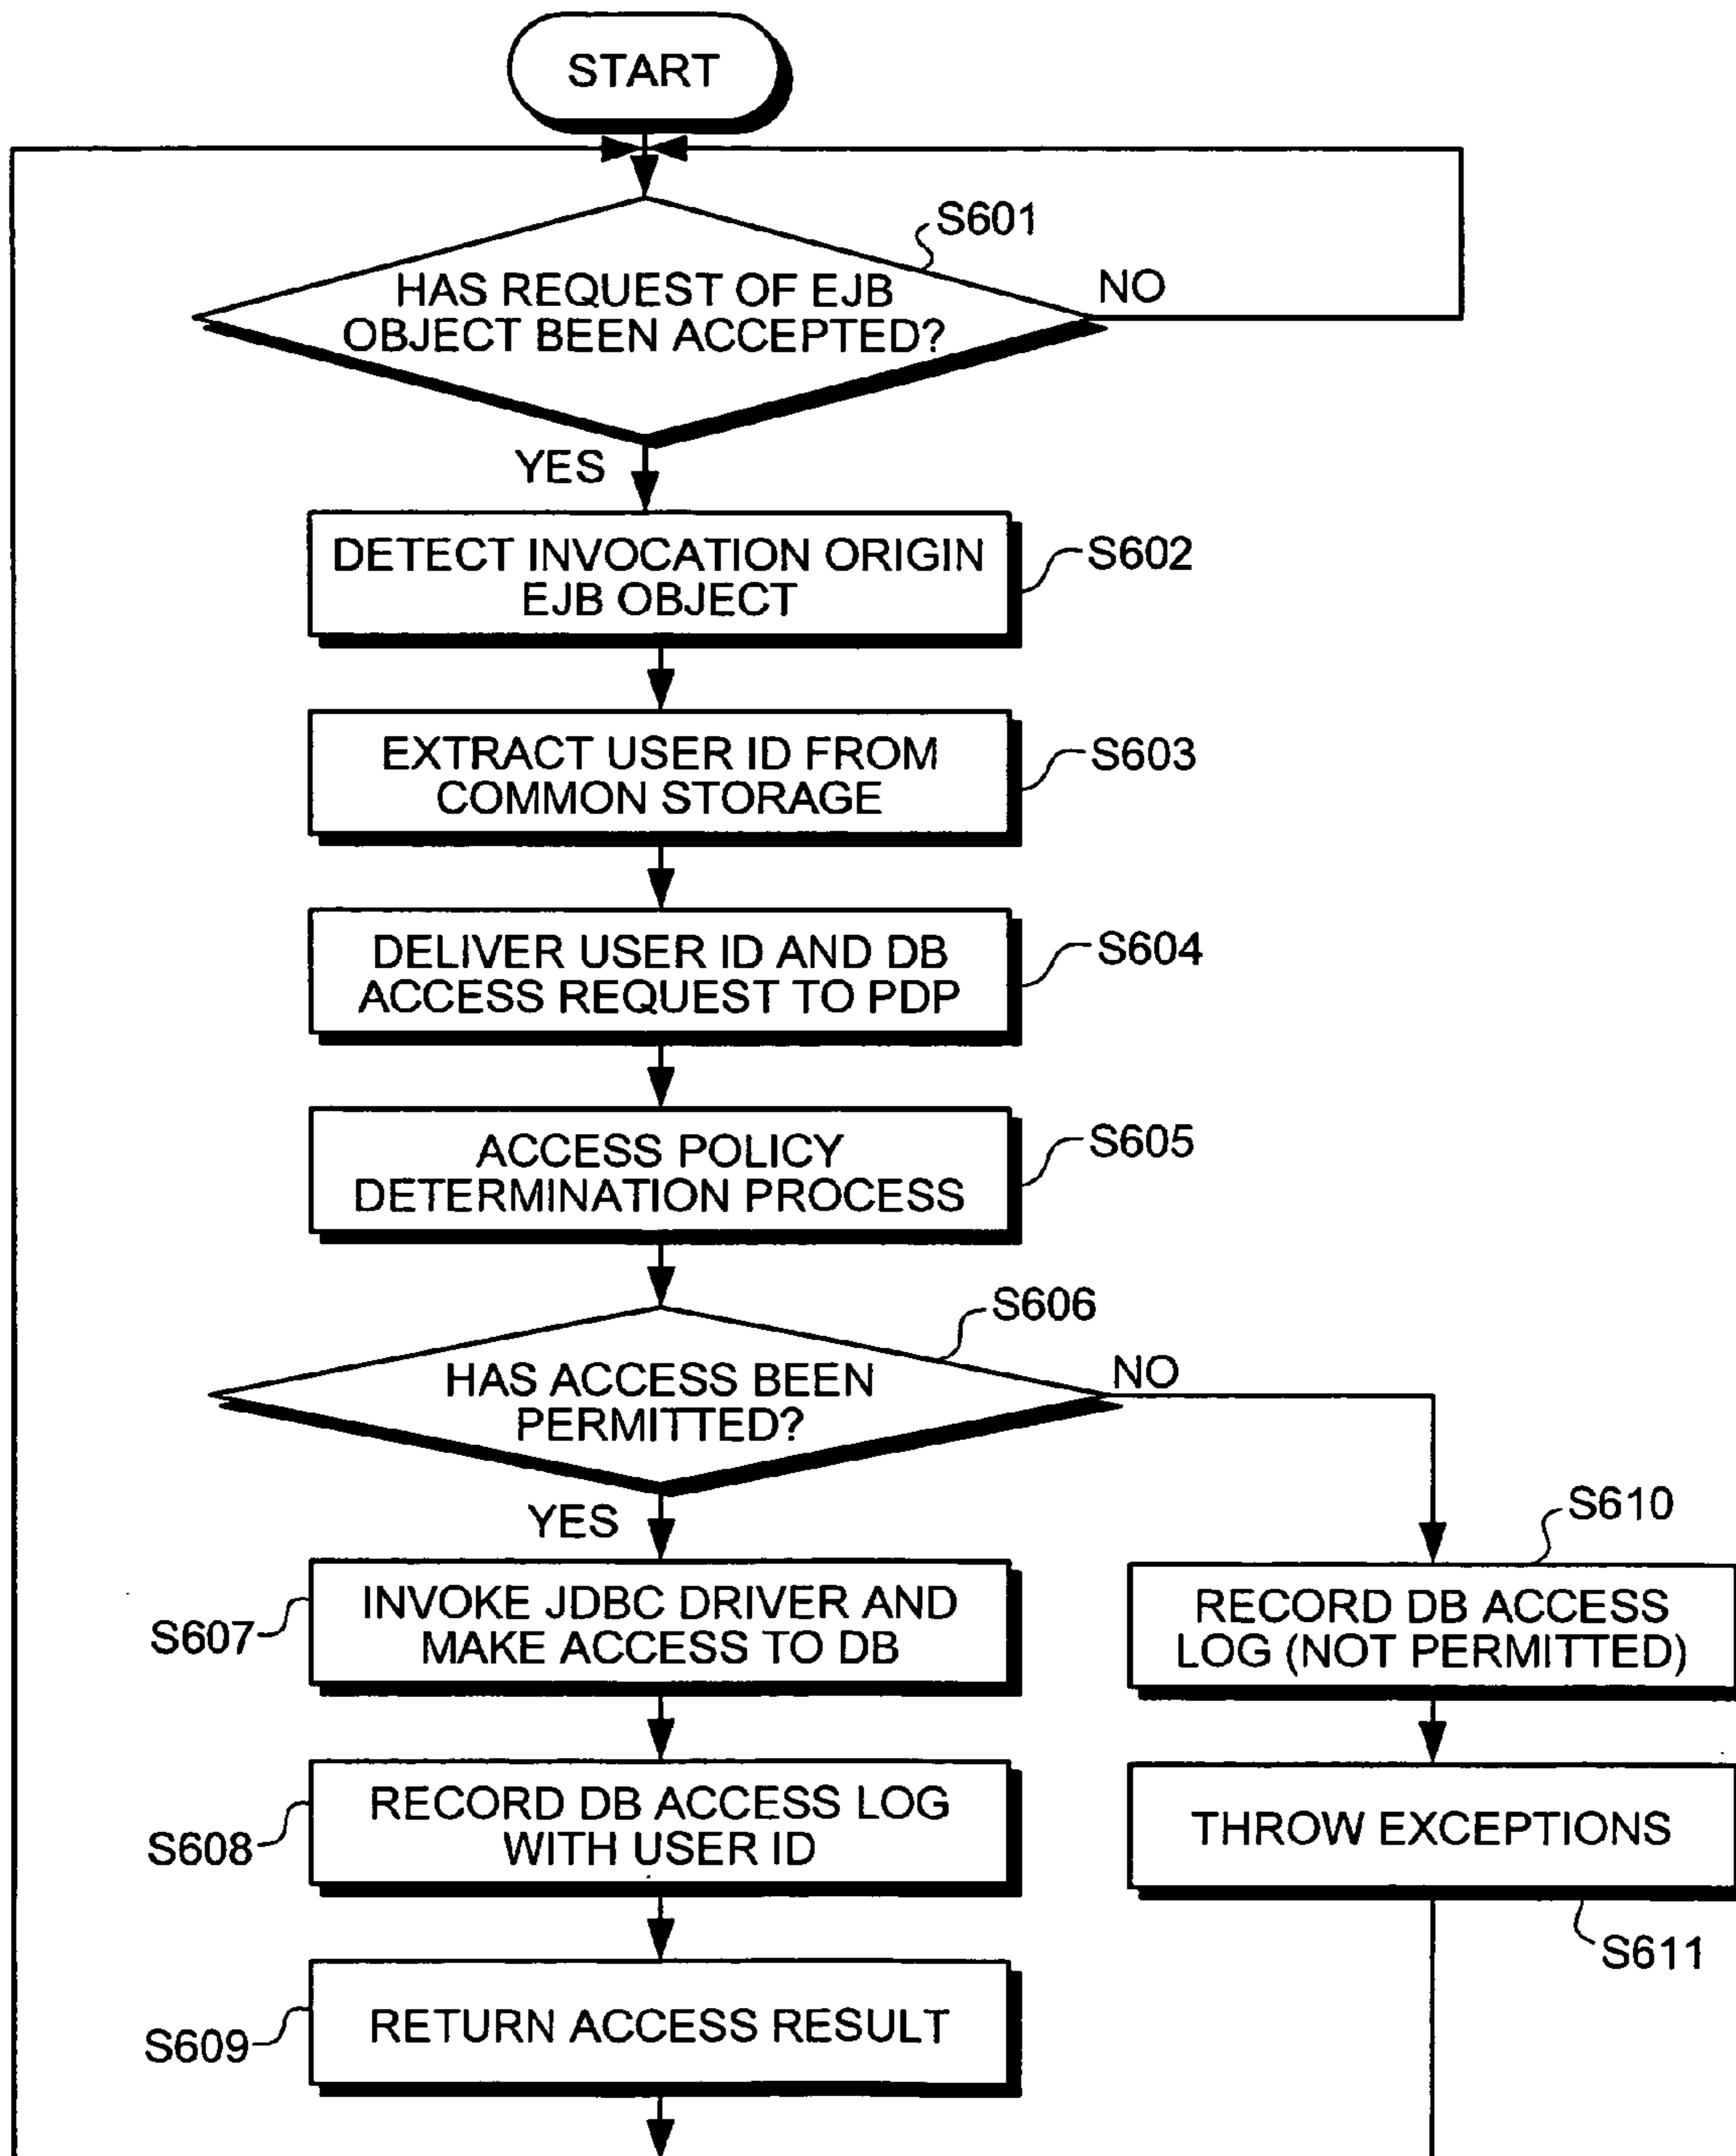 START
S601
HAS REQUEST OF EJB
OBJECT BEEN ACCEPTED?
NO
YES
DETECT INVOCATION ORIGIN
EJB OBJECT
S602
EXTRACT USER ID FROM
COMMON STORAGE
S603
DELIVER USER ID AND DB
ACCESS REQUEST TO PDP
S604
ACCESS POLICY
DETERMINATION PROCESS
S605
S606
HAS ACCESS BEEN
PERMITTED?
NO
YES
S607
INVOKE JDBC DRIVER AND
MAKE ACCESS TO DB
S610
RECORD DB ACCESS
LOG (NOT PERMITTED)
S608
RECORD DB ACCESS LOG
WITH USER ID
THROW EXCEPTIONS
S611
S609
RETURN ACCESS RESULT